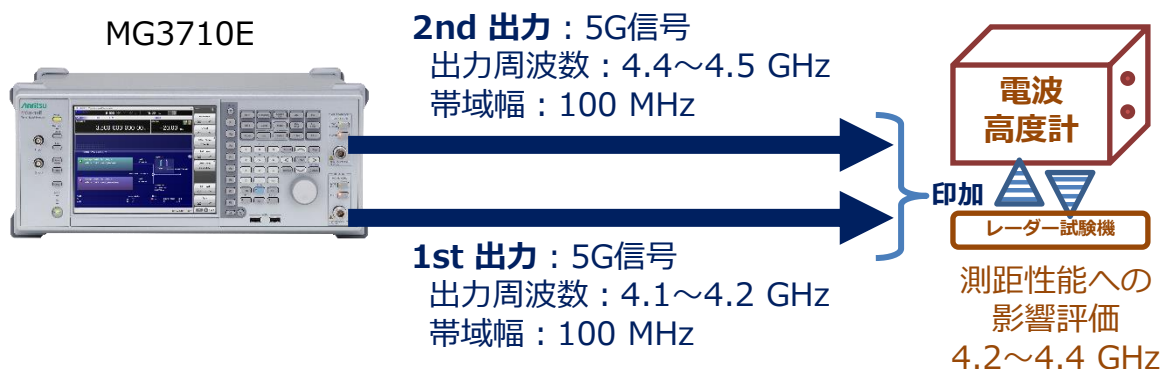 MG3710E
Anritsu
2nd 出力：5G信号
出力周波数：4.4～4.5 GHz
帯域幅：100 MHz
1st 出力：5G信号
出力周波数：4.1～4.2 GHz
帯域幅：100 MHz
印加
電波
高度計
レーダー試験機
測距性能への
影響評価
4.2～4.4 GHz